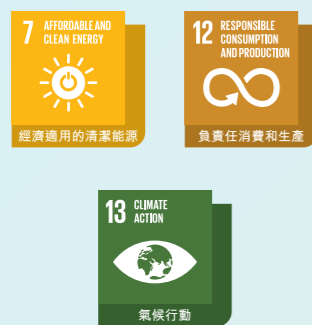 7 AFFORDABLE AND
CLEAN ENERGY
經濟適用的清潔能源
12 RESPONSIBLE
CONSUMPTION
AND PRODUCTION
負責任消費和生產
13 CLIMATE
ACTION
氣候行動